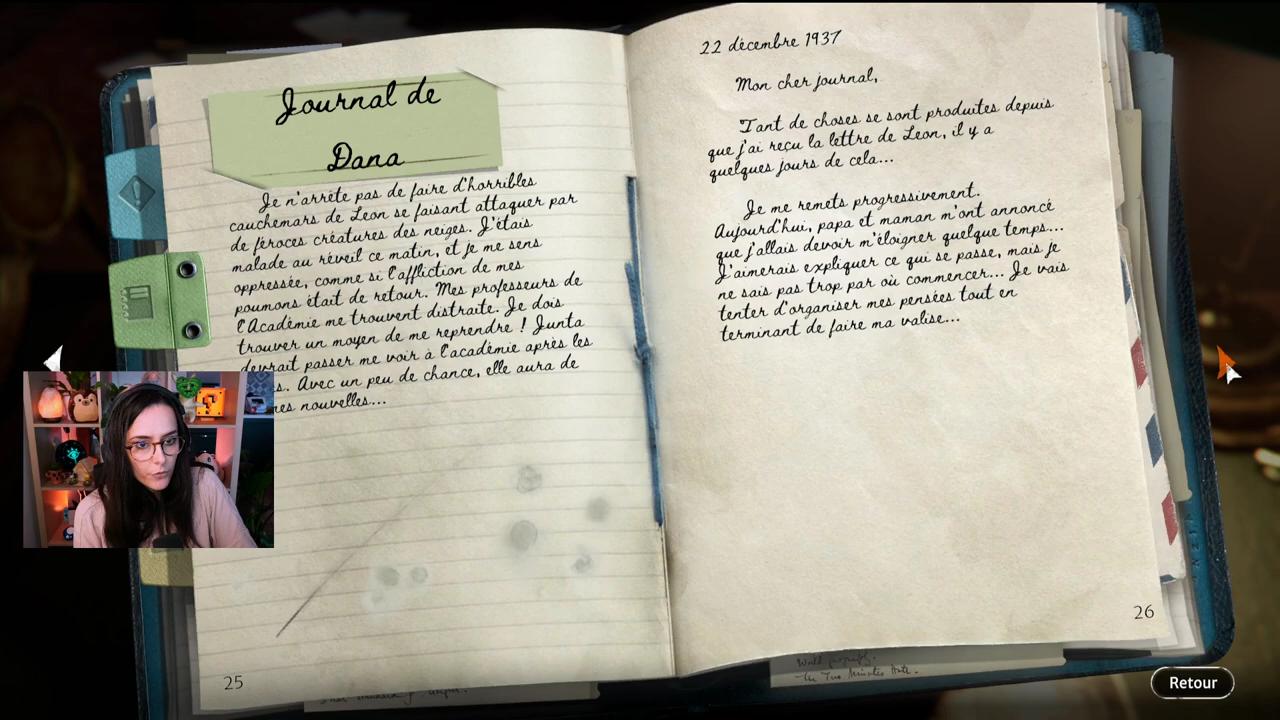 Journal de
Dana
Je n'arrête pas de faire d'horribles
cauchemars de Leon se faisant attaquer par
de féroces créatures des neiges. J'étais
malade au réveil ce matin, et je me sens
oppressée, comme si l'affliction de mes
poumons était de retour. Mes professeurs de
l'Académie me trouvent distraite. Je dois
trouver un moyen de me reprendre ! Junta
devrait passer me voir à l'académie après les
s. Avec un peu de chance, elle aura de
nes nouvelles...
25
22 décembre 1937
Mon cher journal,
Tant de choses se sont produites depuis
que j'ai reçu la lettre de Leon, il y a
quelques jours de cela...
Je me remets progressivement.
Aujourd'hui, papa et maman m'ont annoncé
que j'allais devoir m'éloigner quelque temps...
J'aimerais expliquer ce qui se passe, mais je
ne sais pas trop par où commencer... Je vais
tenter d'organiser mes pensées tout en
terminant de faire ma valise...
26
Retour